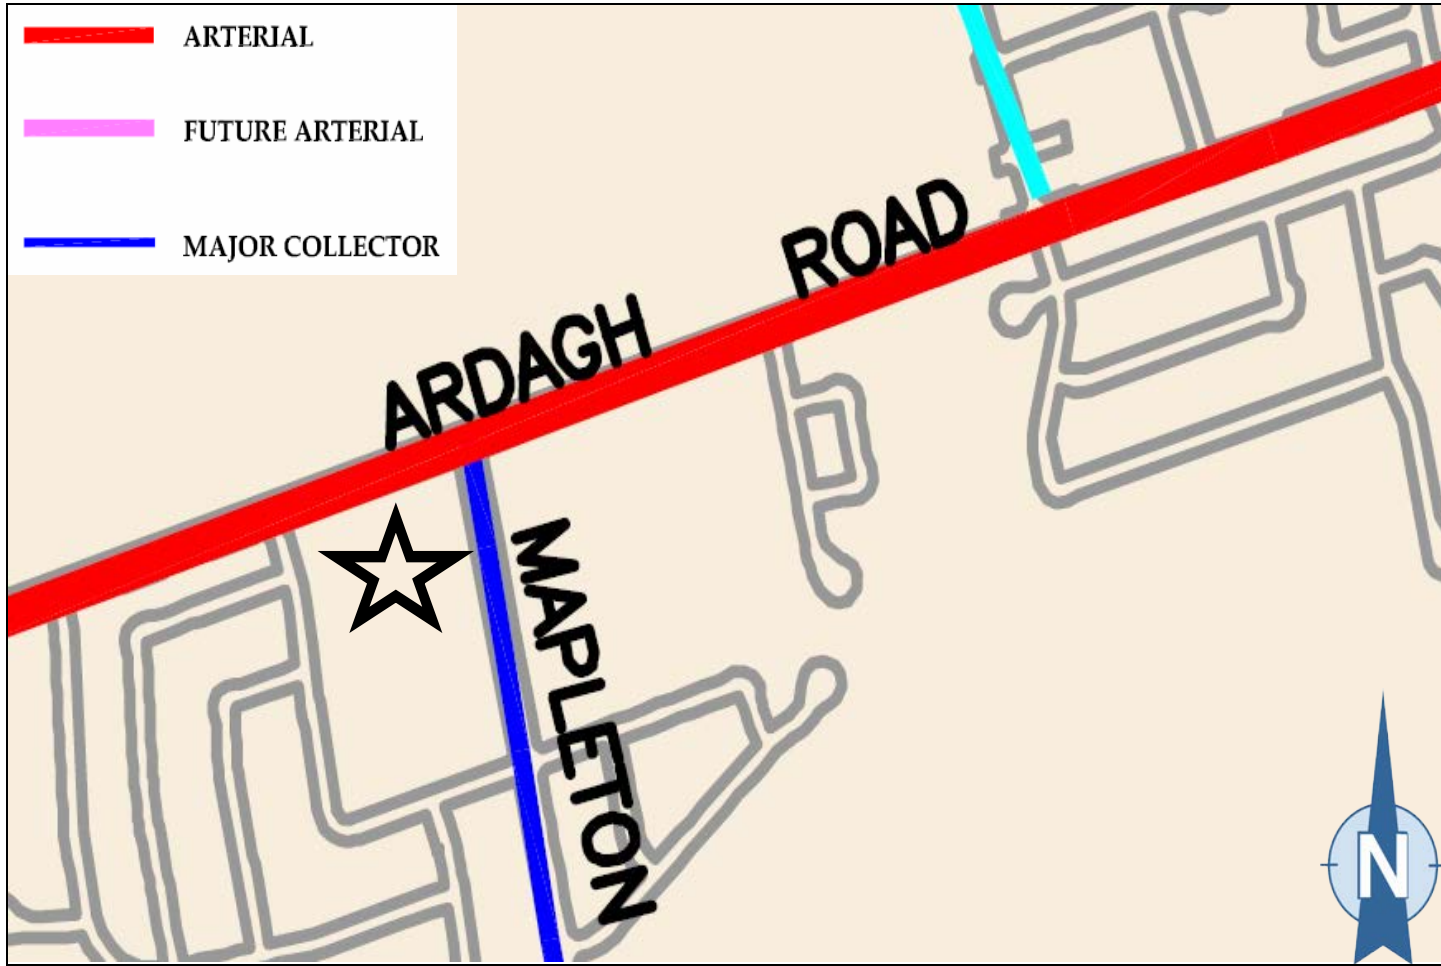 ARTERIAL
FUTURE ARTERIAL
MAJOR COLLECTOR
ARDAGH ROAD
MAPLETON
N